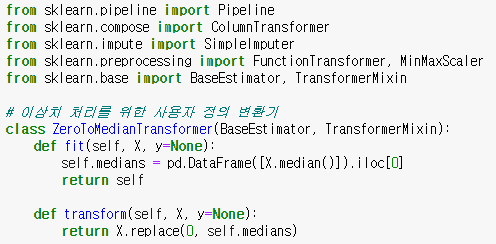 from sklearn.pipeline import Pipeline
from sklearn.compose import ColumnTransformer
from sklearn.impute import SimpleImputer
from sklearn.preprocessing import FunctionTransformer, MinMaxScaler
from sklearn.base import BaseEstimator, TransformerMixin

# 이상치 처리를 위한 사용자 정의 변환기
class ZeroToMedianTransformer(BaseEstimator, TransformerMixin):
    def fit(self, X, y=None):
        self.medians = pd.DataFrame([X.median()]).iloc[0]
        return self

    def transform(self, X, y=None):
        return X.replace(0, self.medians)